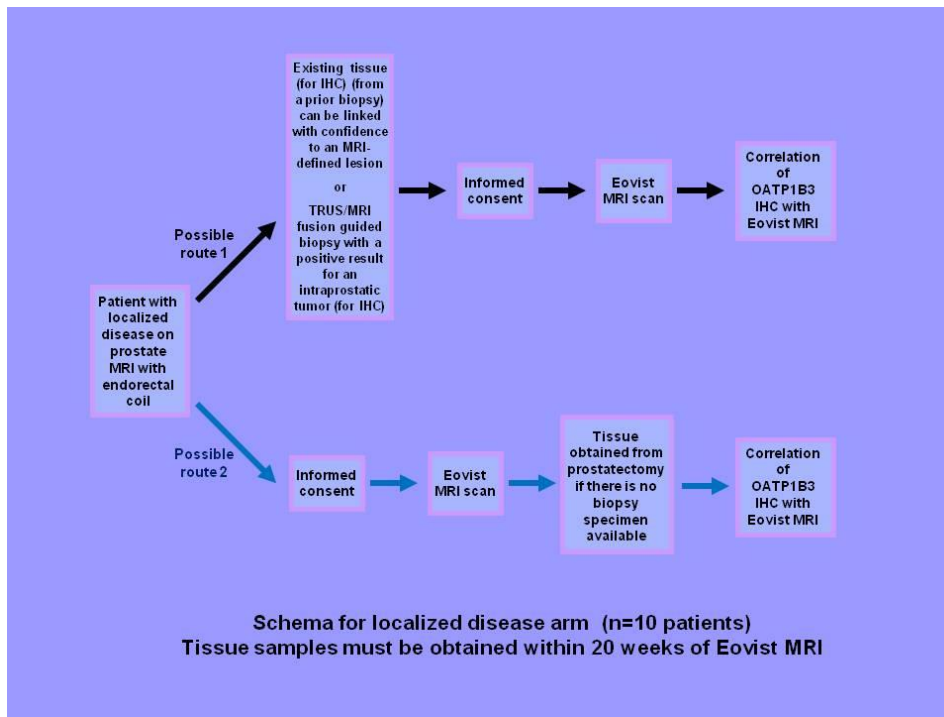 Existing tissue
(for IHC) (from
a prior biopsy)
can be linked
with confidence
to an MRI-
defined lesion
or
TRUS/MRI
fusion guided
biopsy with a
positive result
for an
intraprostatic
tumor (for IHC)
Informed
consent
Eovist
MRI scan
Correlation
of
OATP1B3
IHC with
Eovist MRI
Possible
route 1
Patient with
localized
disease on
prostate
MRI with
endorectal
coil
Possible
route 2
Informed
consent
Eovist
MRI scan
Tissue
obtained from
prostatectomy
if there is no
biopsy
specimen
available
Correlation
of
OATP1B3
IHC with
Eovist MRI
Schema for localized disease arm (n=10 patients)
Tissue samples must be obtained within 20 weeks of Eovist MRI